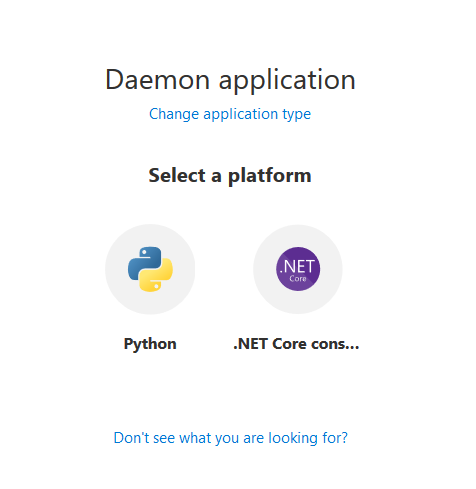 Daemon application
Change application type
Select a platform
.NET
Core
Python
.NET Core cons...
Don't see what you are looking for?